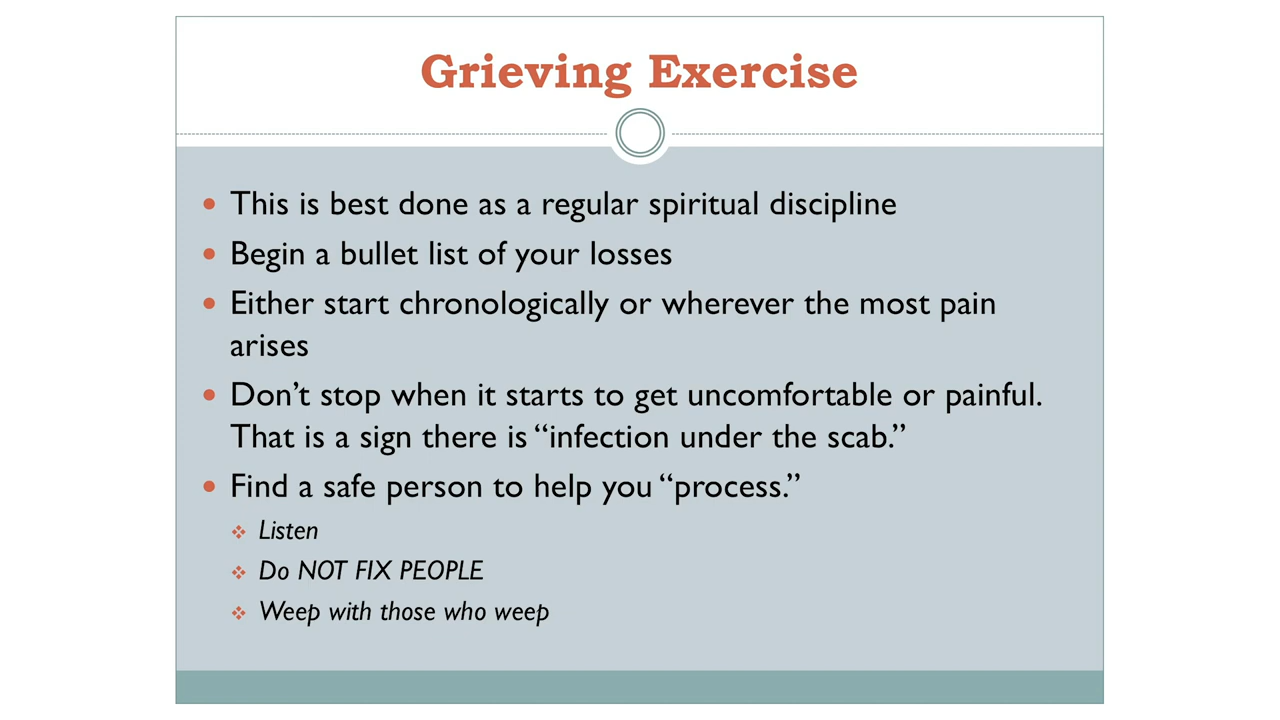 Grieving Exercise
This is best done as a regular spiritual discipline
Begin a bullet list of your losses
Either start chronologically or wherever the most pain
arises
Don’t stop when it starts to get uncomfortable or painful.
That is a sign there is “infection under the scab.”
Find a safe person to help you “process.”
Listen
Do NOT FIX PEOPLE
Weep with those who weep